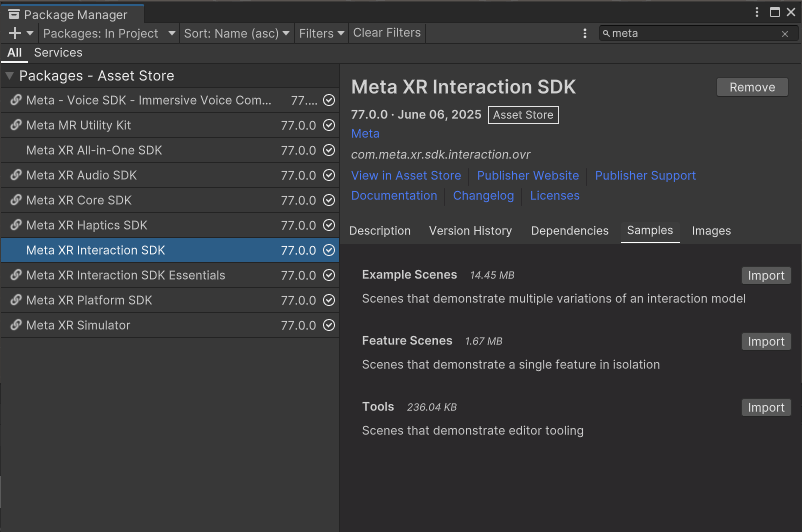 Package Manager
Packages: In Project
Sort: Name (asc)
Filters
Clear Filters
meta
All
Services
Packages - Asset Store
Meta - Voice SDK - Immersive Voice Com...
77....
Meta MR Utility Kit
77.0.0
Meta XR All-in-One SDK
77.0.0
Meta XR Audio SDK
77.0.0
Meta XR Core SDK
77.0.0
Meta XR Haptics SDK
77.0.0
Meta XR Interaction SDK
77.0.0
Meta XR Interaction SDK Essentials
77.0.0
Meta XR Platform SDK
77.0.0
Meta XR Simulator
77.0.0
Meta XR Interaction SDK
Remove
77.0.0 · June 06, 2025
Asset Store
Meta
com.meta.xr.sdk.interaction.ovr
View in Asset Store
Publisher Website
Publisher Support
Documentation
Changelog
Licenses
Description
Version History
Dependencies
Samples
Images
Example Scenes
14.45 MB
Import
Scenes that demonstrate multiple variations of an interaction model
Feature Scenes
1.67 MB
Import
Scenes that demonstrate a single feature in isolation
Tools
236.04 KB
Import
Scenes that demonstrate editor tooling